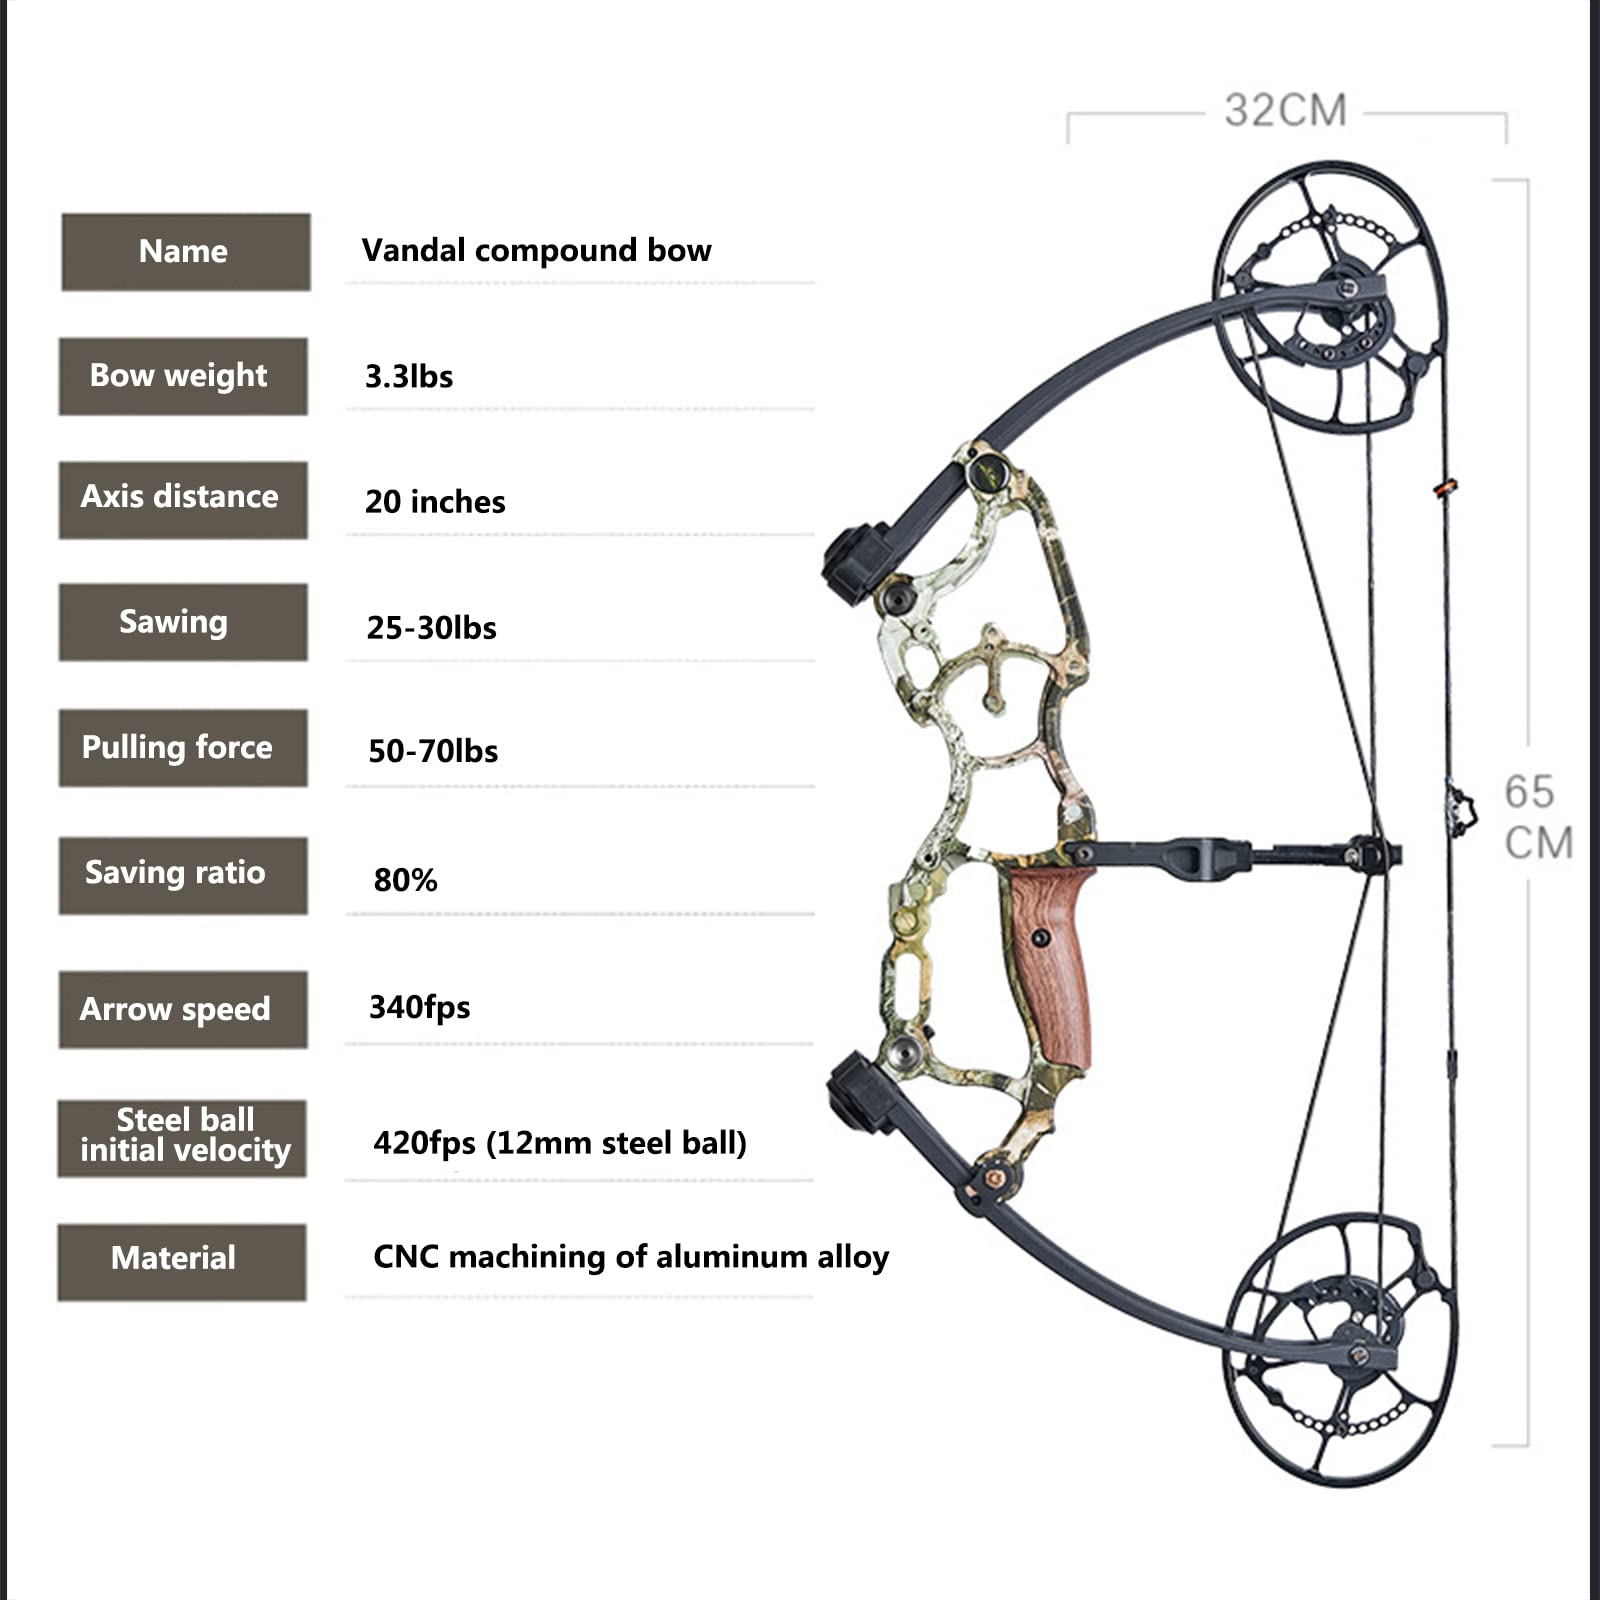 32CM
Name
Vandal compound bow
Bow weight
3.3lbs
Axis distance
20 inches
Sawing
25-30lbs
Pulling force
50-70lbs
65
CM
Saving ratio
80%
Arrow speed
340fps
Steel ball
initial velocity
420fps (12mm steel ball)
Material
CNC machining of aluminum alloy